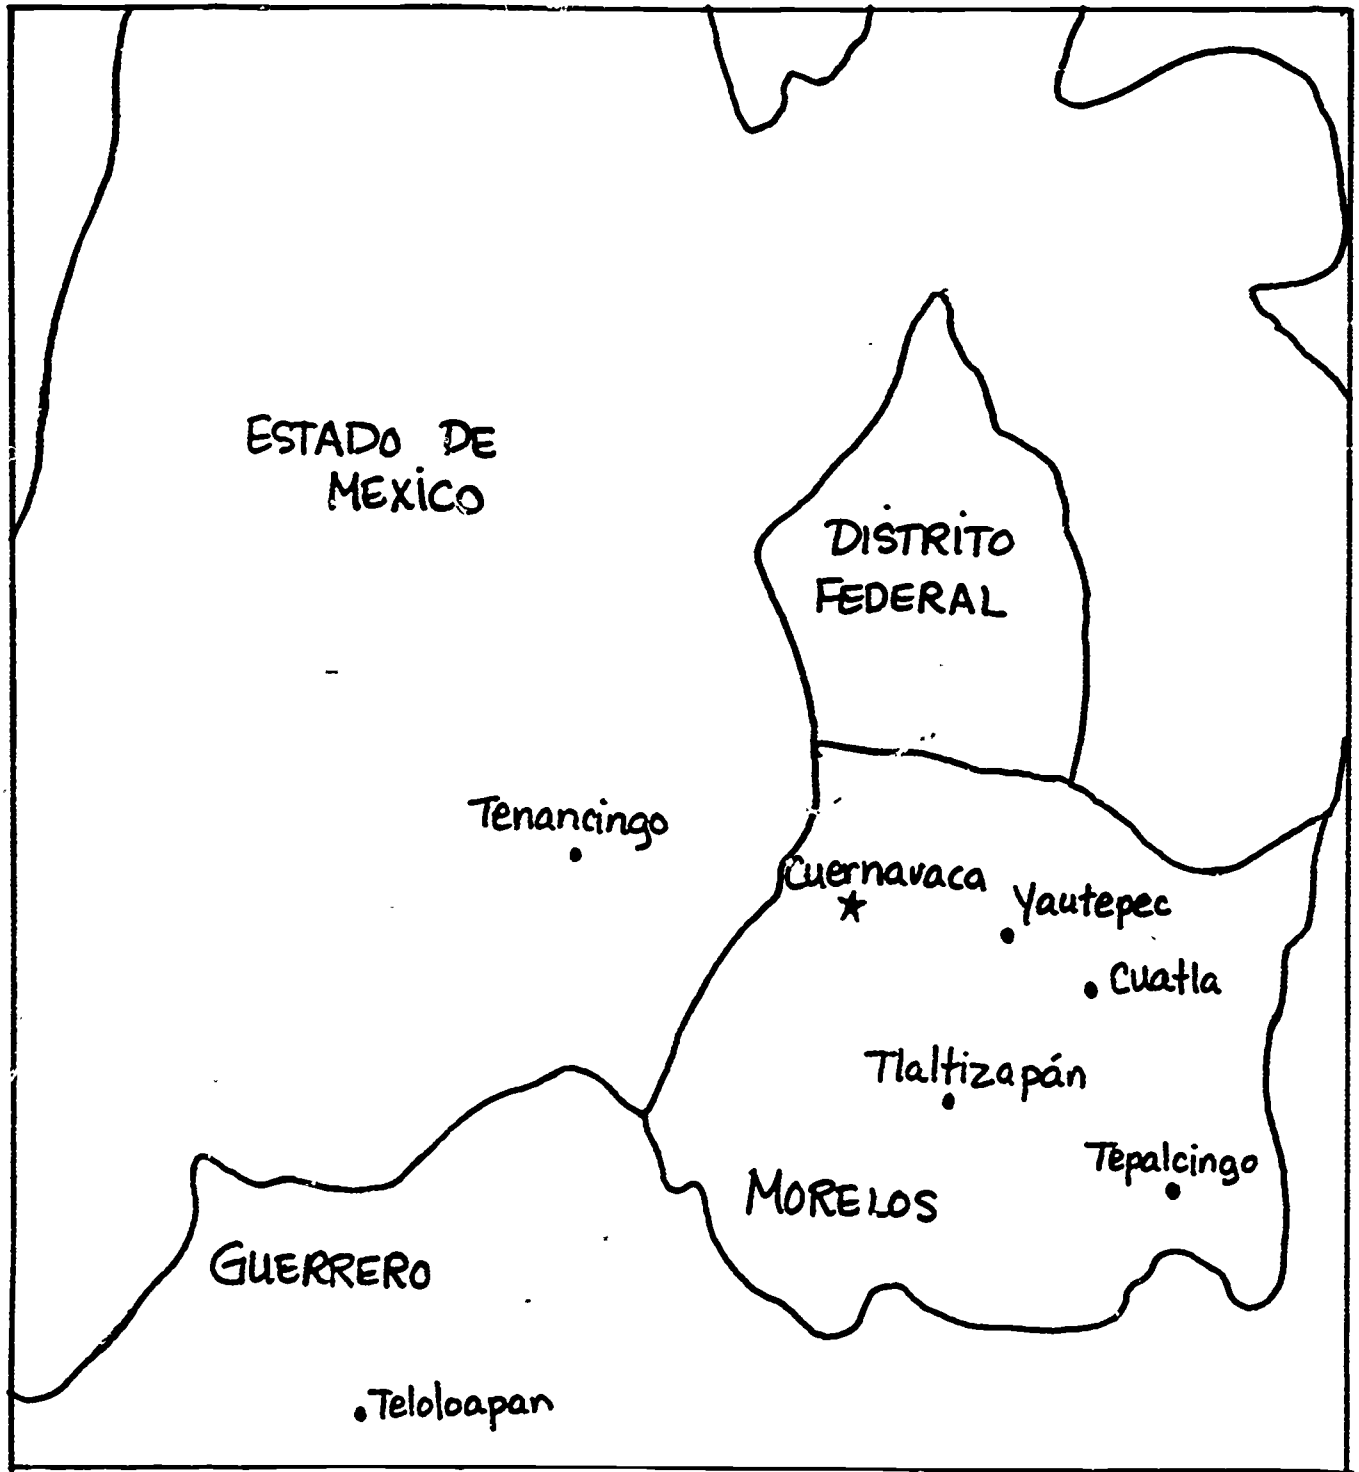 ESTADO DE
MEXICO
DISTRITO
FEDERAL
Tenancingo
Cuernavaca
Yautepec
Cuatla
Tlaltizapán
Tepalcingo
MORELOS
GUERRERO
Teloloapan